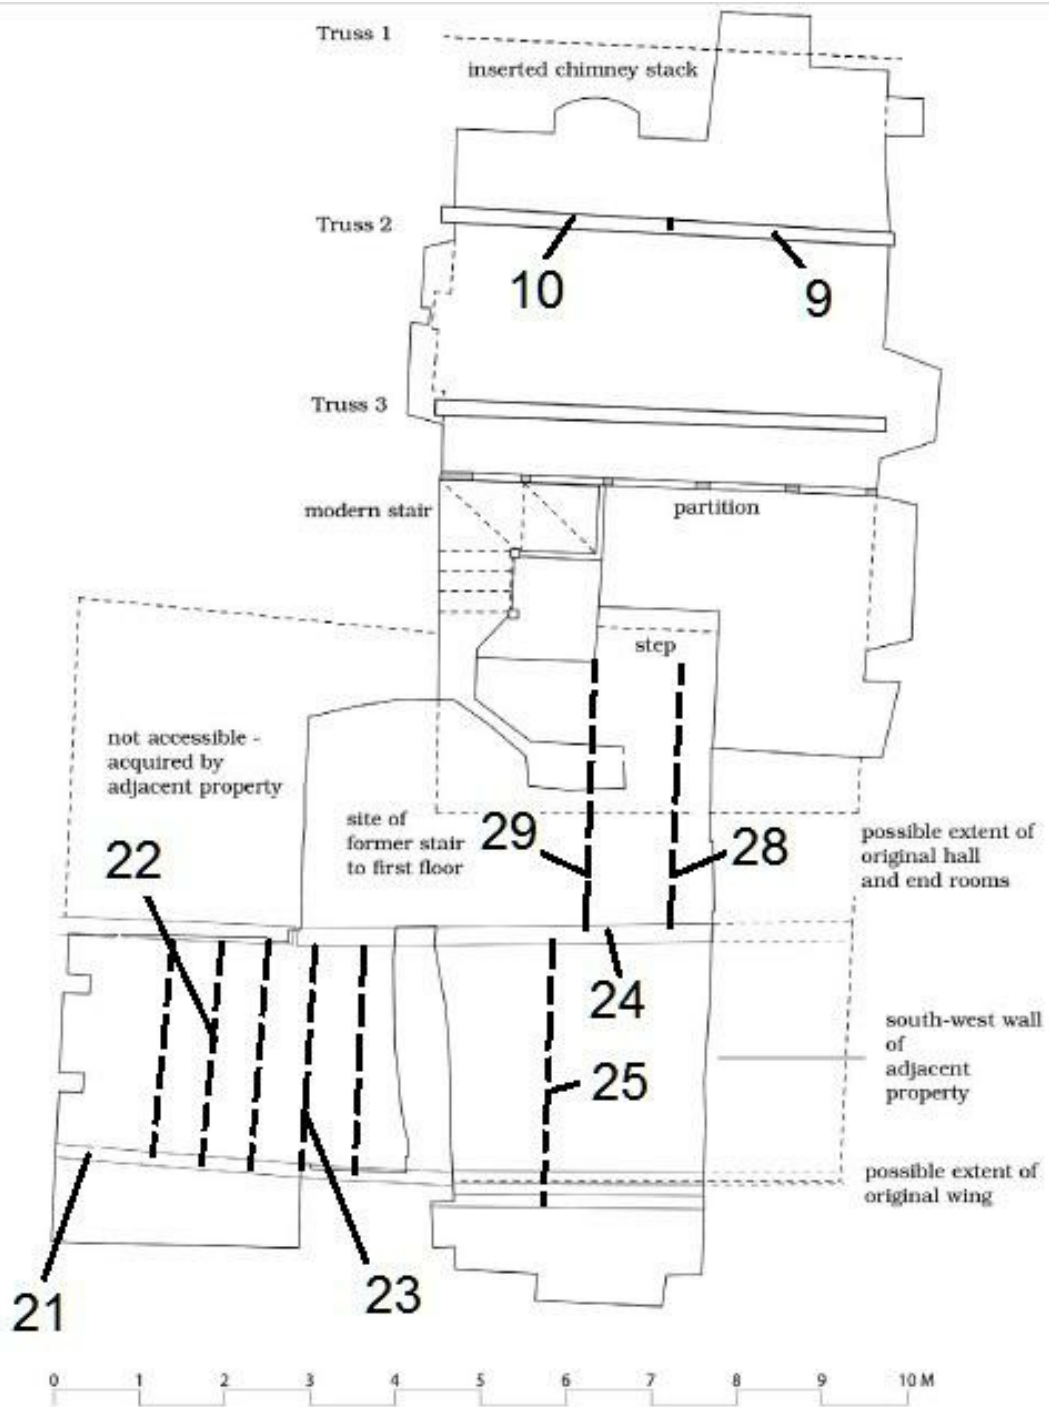 Truss 1
inserted chimney stack
Truss 2
10
9
Truss 3
modern stair
partition
step
not accessible -
acquired by
adjacent property
site of
former stair
to first floor
29
28
possible extent of
original hall
and end rooms
22
24
south-west wall
of
adjacent
property
25
possible extent of
original wing
21
23
0 1 2 3 4 5 6 7 8 9 10 M